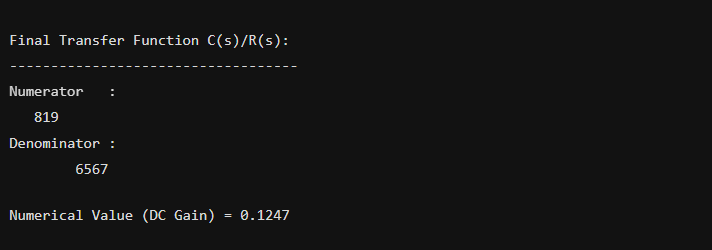 Final Transfer Function C(s)/R(s):
-----------------------------------
Numerator   :
   819
Denominator :
        6567
Numerical Value (DC Gain) = 0.1247